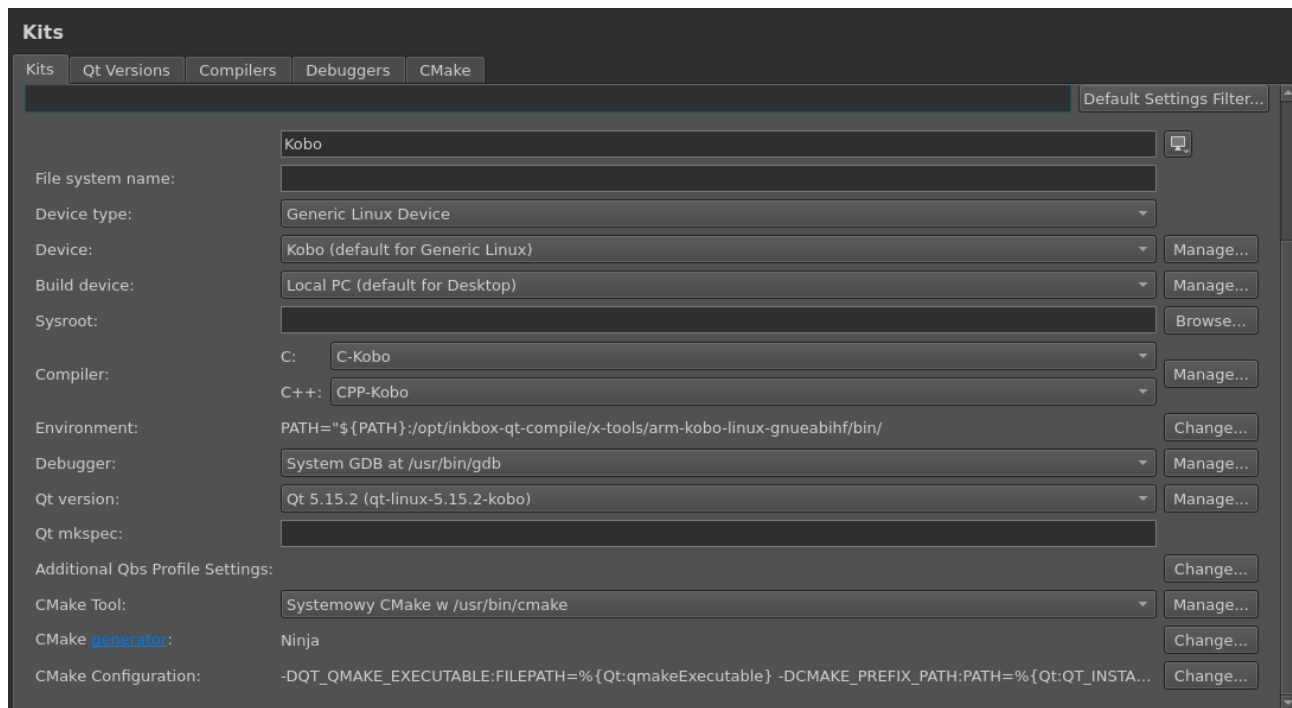 Kits
Kits Qt Versions Compilers Debuggers CMake
Default Settings Filter...
Kobo
File system name:
Device type: Generic Linux Device
Device: Kobo (default for Generic Linux) Manage...
Build device: Local PC (default for Desktop) Manage...
Sysroot: Browse...
C: C-Kobo
Compiler: Manage...
C++: CPP-Kobo
Environment: PATH="${PATH}:/opt/inkbox-qt-compile/x-tools/arm-kobo-linux-gnueabihf/bin/ Change...
Debugger: System GDB at /usr/bin/gdb Manage...
Qt version: Qt 5.15.2 (qt-linux-5.15.2-kobo) Manage...
Qt mkspec:
Additional Qbs Profile Settings: Change...
CMake Tool: Systemowy CMake w /usr/bin/cmake Manage...
CMake generator: Ninja Change...
CMake Configuration: -DQT_QMAKE_EXECUTABLE:FILEPATH=%{Qt:qmakeExecutable} -DCMAKE_PREFIX_PATH:PATH=%{Qt:QT_INSTA... Change...